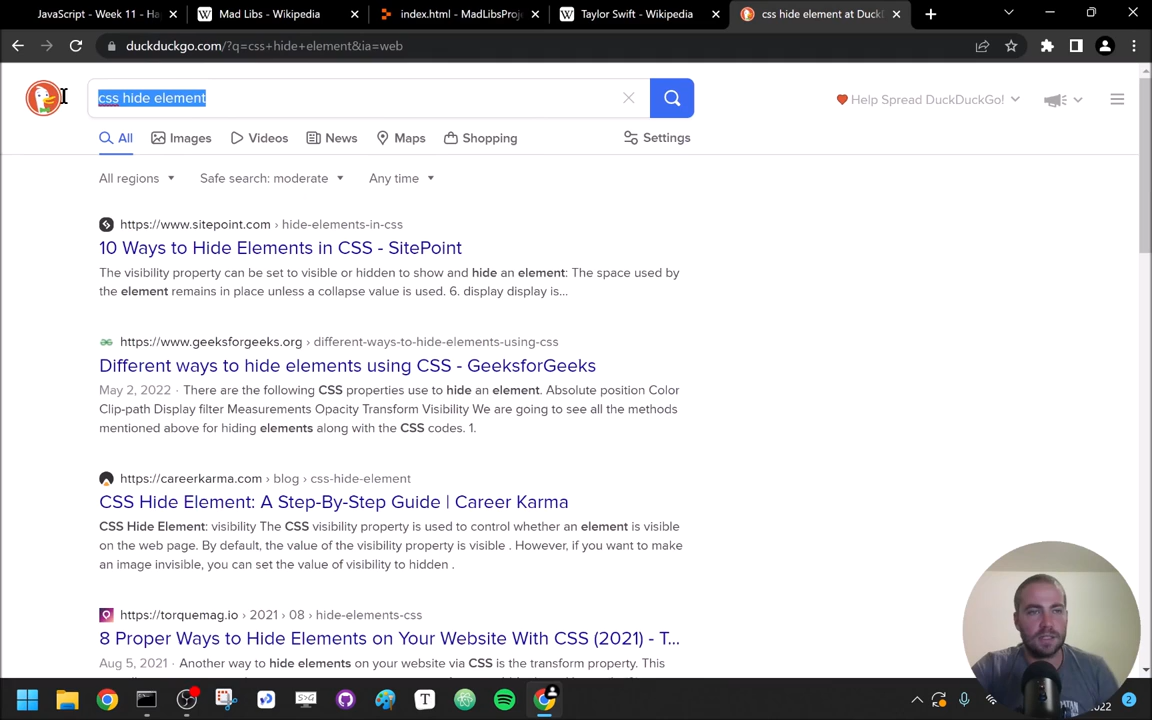 JavaScript - Week 11 - Ha
Mad Libs - Wikipedia
index.html - MadLibsProj
Taylor Swift - Wikipedia
css hide element at Duck
duckduckgo.com/?q=css+hide+element&ia=web
css hide element
Help Spread DuckDuckGo!
All
Images
Videos
News
Maps
Shopping
Settings
All regions
Safe search: moderate
Any time
https://www.sitepoint.com › hide-elements-in-css
10 Ways to Hide Elements in CSS - SitePoint
The visibility property can be set to visible or hidden to show and hide an element: The space used by
the element remains in place unless a collapse value is used. 6. display display is...
https://www.geeksforgeeks.org › different-ways-to-hide-elements-using-css
Different ways to hide elements using CSS - GeeksforGeeks
May 2, 2022 · There are the following CSS properties use to hide an element. Absolute position Color
Clip-path Display filter Measurements Opacity Transform Visibility We are going to see all the methods
mentioned above for hiding elements along with the CSS codes. 1.
https://careerkarma.com › blog › css-hide-element
CSS Hide Element: A Step-By-Step Guide | Career Karma
CSS Hide Element: visibility The CSS visibility property is used to control whether an element is visible
on the web page. By default, the value of the visibility property is visible . However, if you want to make
an image invisible, you can set the value of visibility to hidden .
https://torquemag.io › 2021 › 08 › hide-elements-css
8 Proper Ways to Hide Elements on Your Website With CSS (2021) - T...
Aug 5, 2021 · Another way to hide elements on your website via CSS is the transform property. This
SXG
T
2022
2